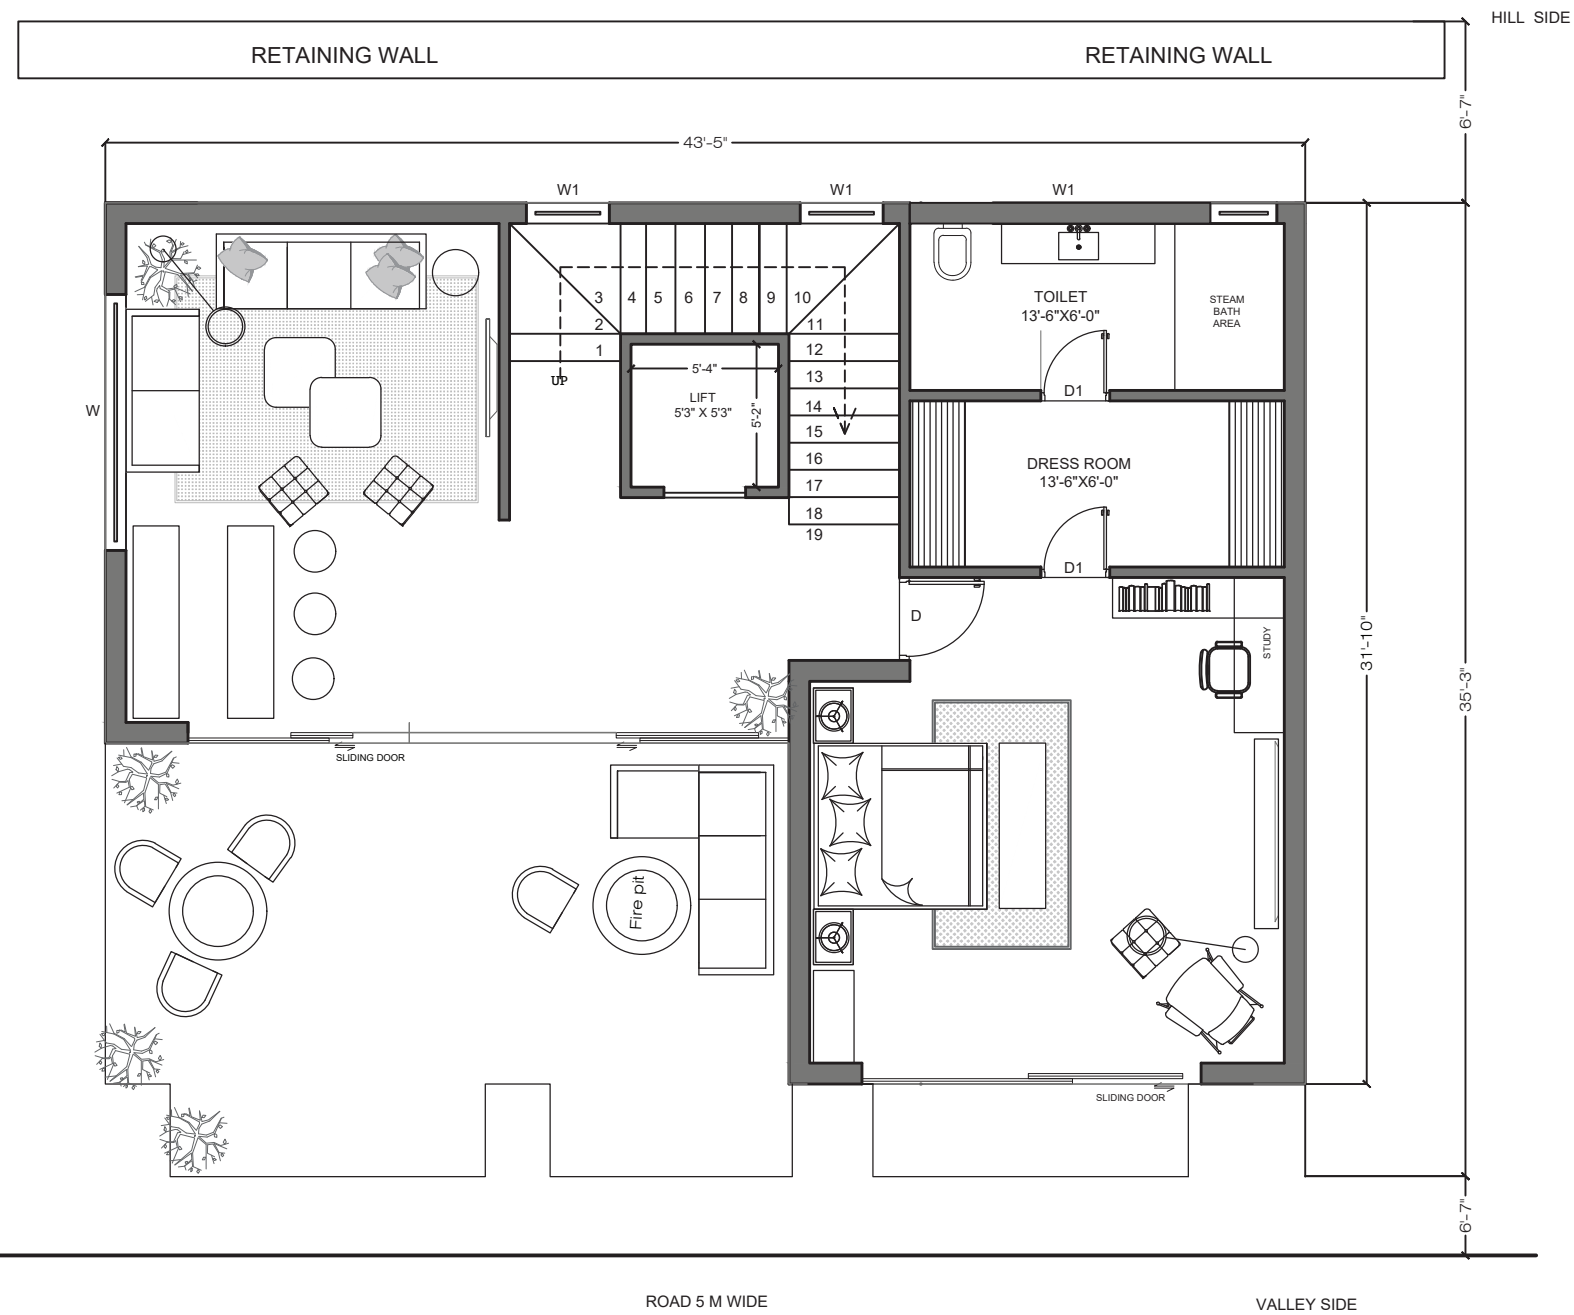 HILL SIDE
RETAINING WALL
RETAINING WALL
6'-7"
43'-5"
W1
W1
W1
3
4
5
6
7
8
9
10
2
11
1
12
13
14
15
16
17
18
19
UP
5'-4"
LIFT
5'3" X 5'3"
5'-2"
TOILET
13'-6"X6'-0"
STEAM
BATH
AREA
D1
W
DRESS ROOM
13'-6"X6'-0"
D1
D
STUDY
31'-10"
35'-3"
SLIDING DOOR
Fire pit
SLIDING DOOR
6'-7"
ROAD 5 M WIDE
VALLEY SIDE